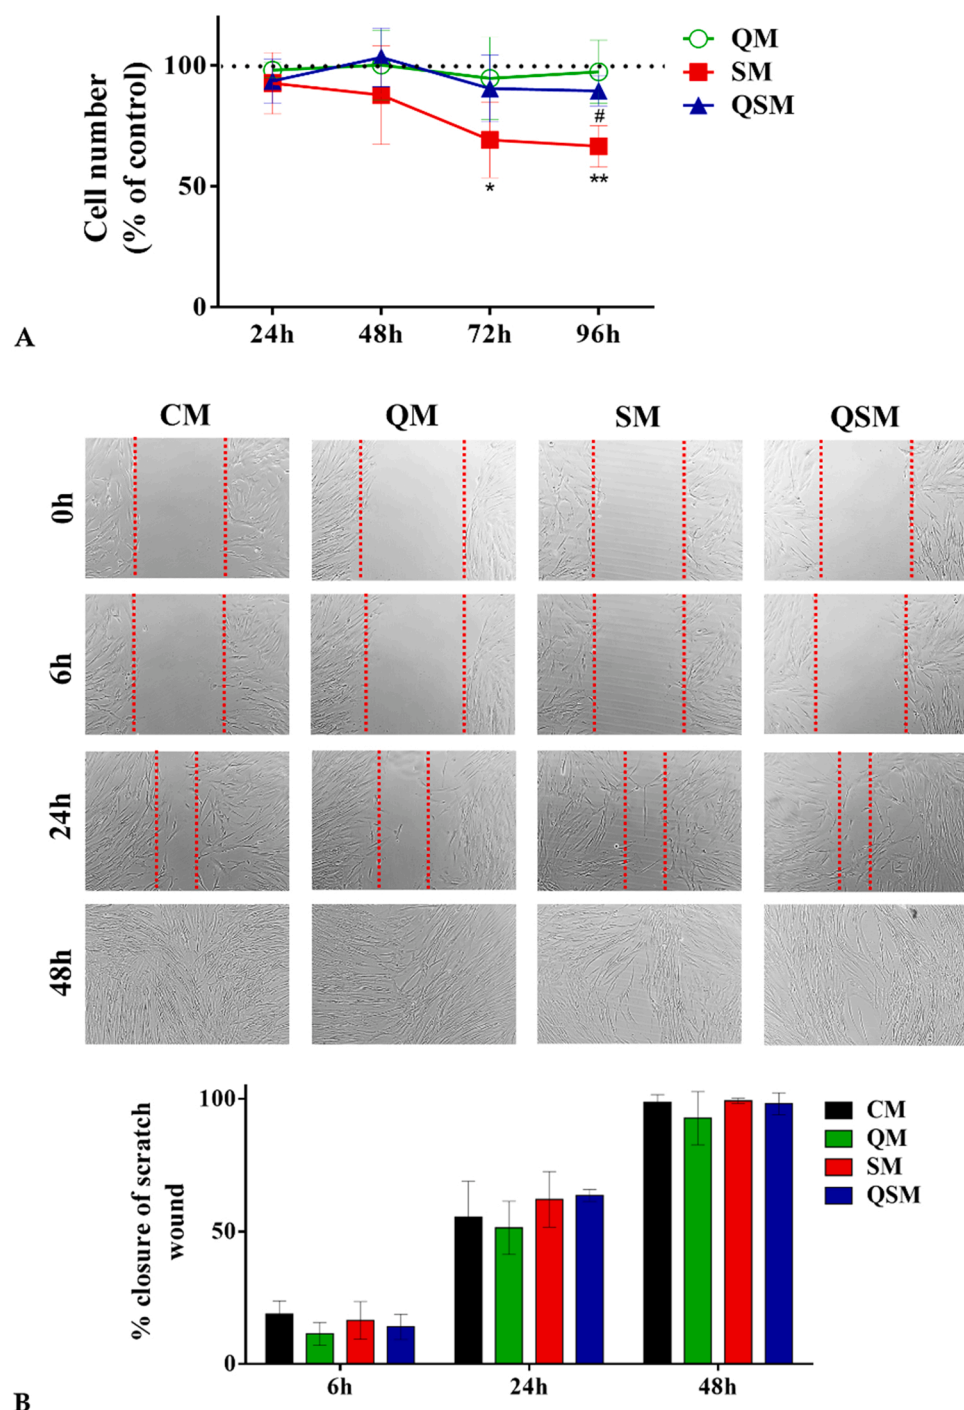 100
50
0
Cell number
(% of control)
24h 48h 72h 96h
* ** #
QM
SM
QSM
A
CM QM SM QSM
0h
6h
24h
48h
% closure of scratch
wound
100
50
0
6h 24h 48h
CM
QM
SM
QSM
B